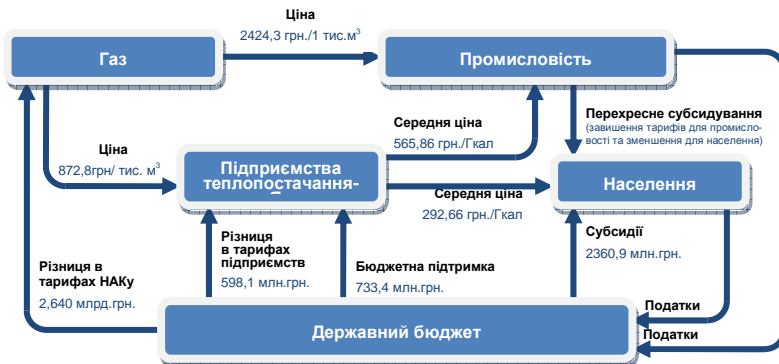 Ціна
2424,3 грн./1 тис.м³
Газ
Промисловість
Ціна
872,8грн/ тис. м³
Середня ціна
565,86 грн./Гкал
Перехресне субсидування
(завишення тарифів для промисло-
вості та зменшення для населення)
Підприємства
теплопостачання-
Середня ціна
292,66 грн./Гкал
Населення
Різниця в
тарифах НАКу
2,640 млрд.грн.
Різниця
в тарифах
підприємств
598,1 млн.грн.
Бюджетна підтримка
733,4 млн.грн.
Субсидії
2360,9 млн.грн.
Податки
Податки
Державний бюджет